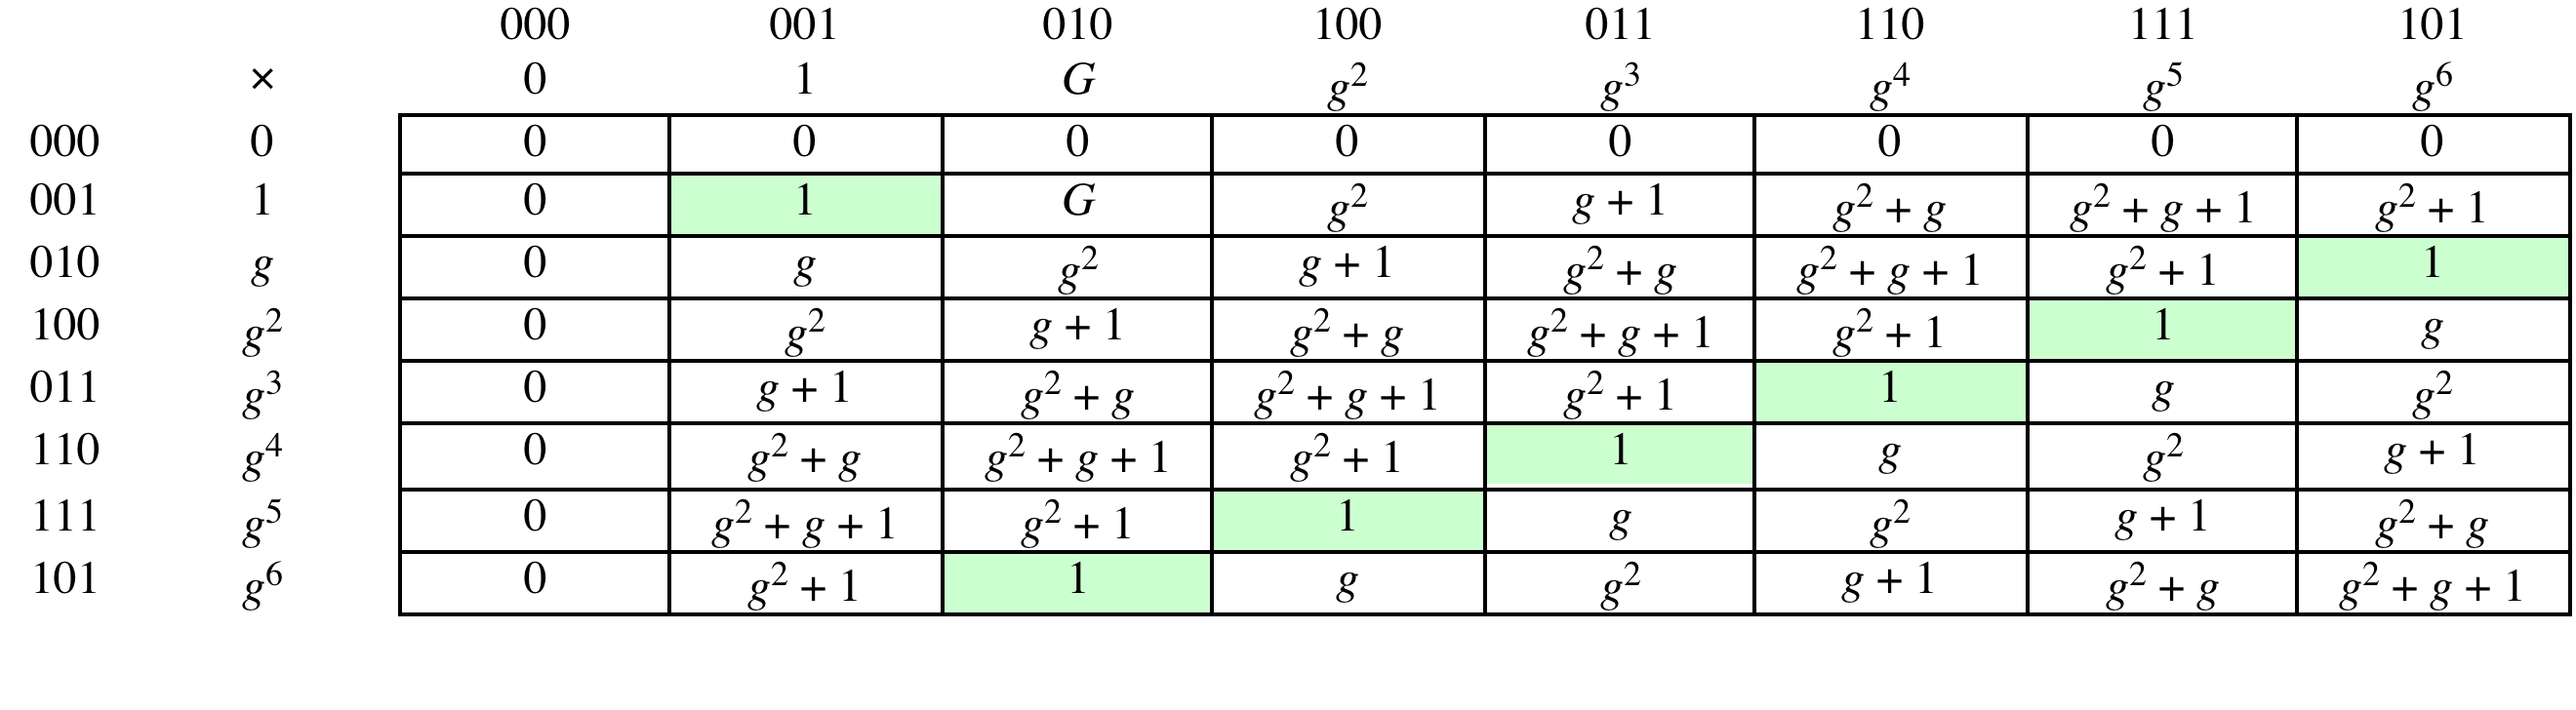 000 001 010 100 011 110 111 101
× 0 1 G g² g³ g⁴ g⁵ g⁶
000 0 0 0 0 0 0 0 0 0
001 1 0 1 G g² g + 1 g² + g g² + g + 1 g² + 1
010 g 0 g g² g + 1 g² + g g² + g + 1 g² + 1 1
100 g² 0 g² g + 1 g² + g g² + g + 1 g² + 1 1 g
011 g³ 0 g + 1 g² + g g² + g + 1 g² + 1 1 g g²
110 g⁴ 0 g² + g g² + g + 1 g² + 1 1 g g² g + 1
111 g⁵ 0 g² + g + 1 g² + 1 1 g g² g + 1 g² + g
101 g⁶ 0 g² + 1 1 g g² g + 1 g² + g g² + g + 1